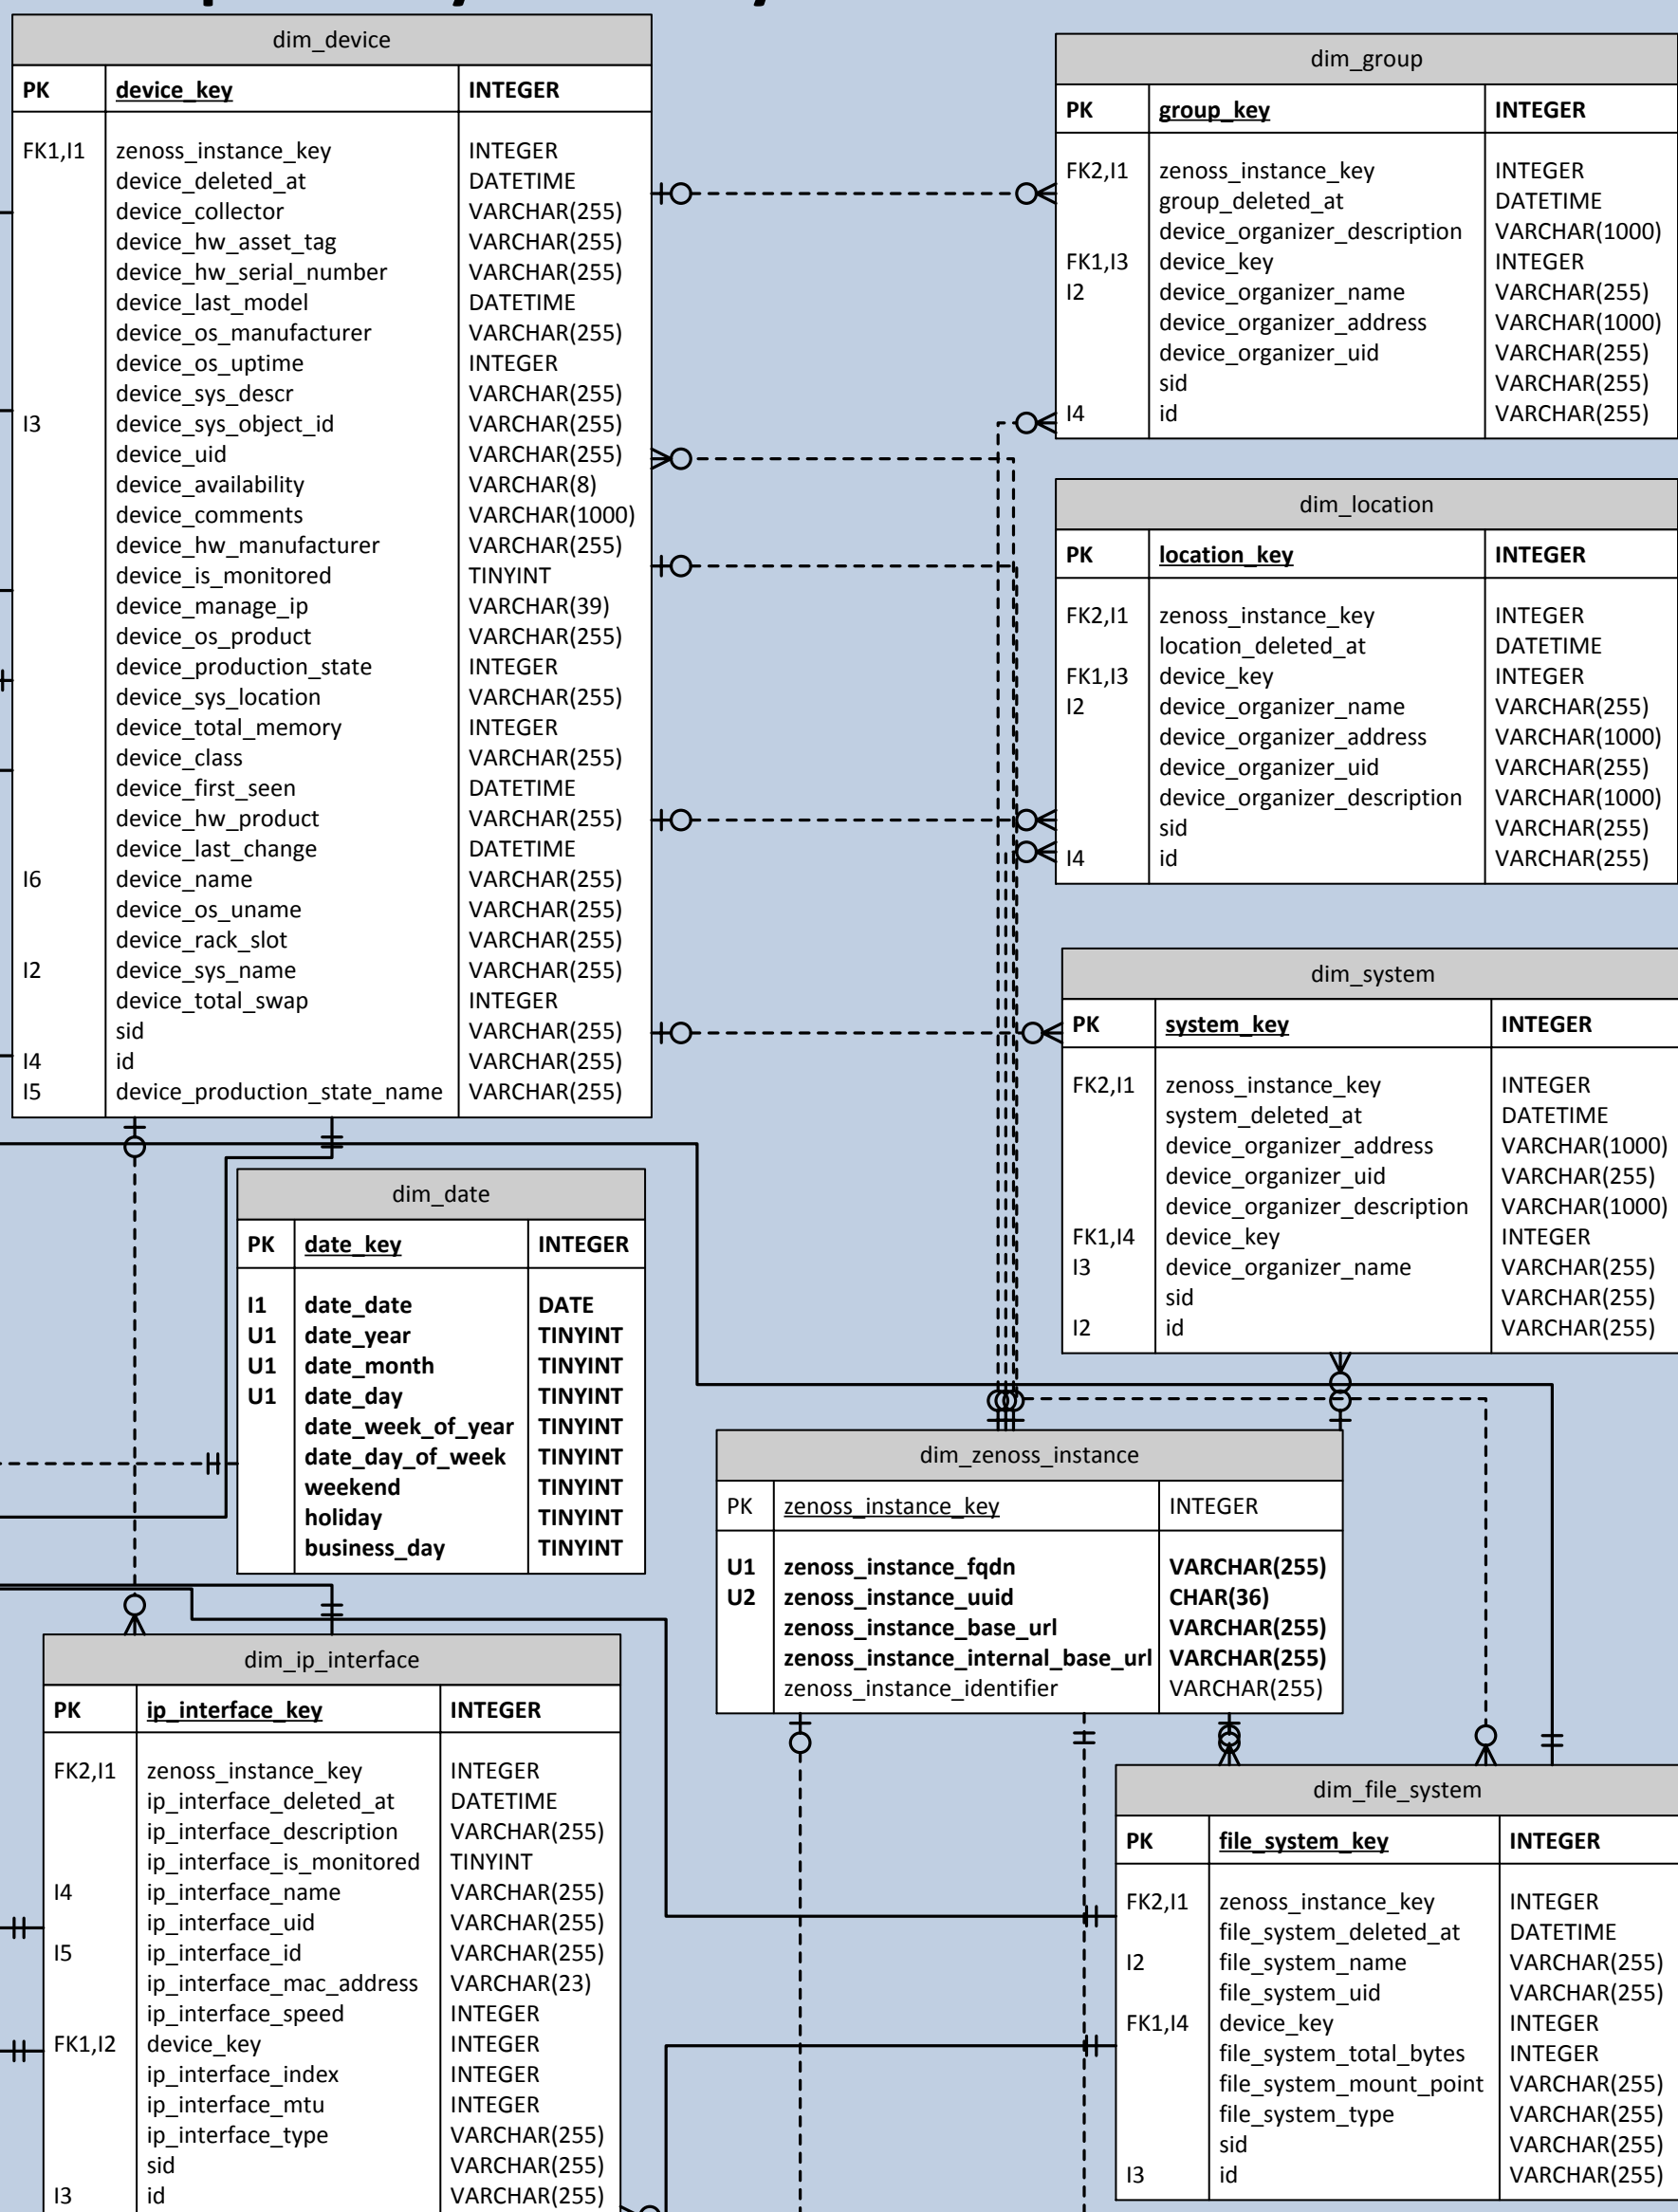 dim_device
PK device_key INTEGER
FK1,I1 zenoss_instance_key INTEGER
device_deleted_at DATETIME
device_collector VARCHAR(255)
device_hw_asset_tag VARCHAR(255)
device_hw_serial_number VARCHAR(255)
device_last_model DATETIME
device_os_manufacturer VARCHAR(255)
device_os_uptime INTEGER
device_sys_descr VARCHAR(255)
I3 device_sys_object_id VARCHAR(255)
device_uid VARCHAR(255)
device_availability VARCHAR(8)
device_comments VARCHAR(1000)
device_hw_manufacturer VARCHAR(255)
device_is_monitored TINYINT
device_manage_ip VARCHAR(39)
device_os_product VARCHAR(255)
device_production_state INTEGER
device_sys_location VARCHAR(255)
device_total_memory INTEGER
device_class VARCHAR(255)
device_first_seen DATETIME
device_hw_product VARCHAR(255)
device_last_change DATETIME
I6 device_name VARCHAR(255)
device_os_uname VARCHAR(255)
device_rack_slot VARCHAR(255)
I2 device_sys_name VARCHAR(255)
device_total_swap INTEGER
sid VARCHAR(255)
I4 id VARCHAR(255)
I5 device_production_state_name VARCHAR(255)
dim_group
PK group_key INTEGER
FK2,I1 zenoss_instance_key INTEGER
group_deleted_at DATETIME
device_organizer_description VARCHAR(1000)
FK1,I3 device_key INTEGER
I2 device_organizer_name VARCHAR(255)
device_organizer_address VARCHAR(1000)
device_organizer_uid VARCHAR(255)
sid VARCHAR(255)
I4 id VARCHAR(255)
dim_location
PK location_key INTEGER
FK2,I1 zenoss_instance_key INTEGER
location_deleted_at DATETIME
FK1,I3 device_key INTEGER
I2 device_organizer_name VARCHAR(255)
device_organizer_address VARCHAR(1000)
device_organizer_uid VARCHAR(255)
device_organizer_description VARCHAR(1000)
sid VARCHAR(255)
I4 id VARCHAR(255)
dim_system
PK system_key INTEGER
FK2,I1 zenoss_instance_key INTEGER
system_deleted_at DATETIME
device_organizer_address VARCHAR(1000)
device_organizer_uid VARCHAR(255)
device_organizer_description VARCHAR(1000)
FK1,I4 device_key INTEGER
I3 device_organizer_name VARCHAR(255)
sid VARCHAR(255)
I2 id VARCHAR(255)
dim_date
PK date_key INTEGER
I1 date_date DATE
U1 date_year TINYINT
U1 date_month TINYINT
U1 date_day TINYINT
date_week_of_year TINYINT
date_day_of_week TINYINT
weekend TINYINT
holiday TINYINT
business_day TINYINT
dim_zenoss_instance
PK zenoss_instance_key INTEGER
U1 zenoss_instance_fqdn VARCHAR(255)
U2 zenoss_instance_uuid CHAR(36)
zenoss_instance_base_url VARCHAR(255)
zenoss_instance_internal_base_url VARCHAR(255)
zenoss_instance_identifier VARCHAR(255)
dim_ip_interface
PK ip_interface_key INTEGER
FK2,I1 zenoss_instance_key INTEGER
ip_interface_deleted_at DATETIME
ip_interface_description VARCHAR(255)
ip_interface_is_monitored TINYINT
I4 ip_interface_name VARCHAR(255)
ip_interface_uid VARCHAR(255)
I5 ip_interface_id VARCHAR(255)
ip_interface_mac_address VARCHAR(23)
ip_interface_speed INTEGER
FK1,I2 device_key INTEGER
ip_interface_index INTEGER
ip_interface_mtu INTEGER
ip_interface_type VARCHAR(255)
sid VARCHAR(255)
I3 id VARCHAR(255)
dim_file_system
PK file_system_key INTEGER
FK2,I1 zenoss_instance_key INTEGER
file_system_deleted_at DATETIME
I2 file_system_name VARCHAR(255)
file_system_uid VARCHAR(255)
FK1,I4 device_key INTEGER
file_system_total_bytes INTEGER
file_system_mount_point VARCHAR(255)
file_system_type VARCHAR(255)
sid VARCHAR(255)
I3 id VARCHAR(255)